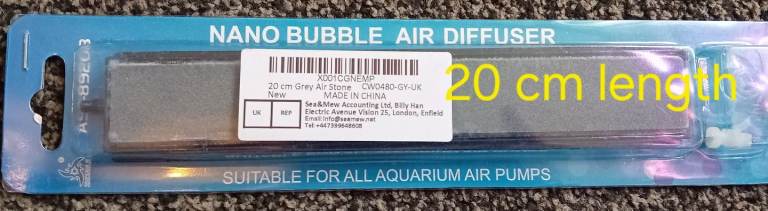 NANO BUBBLE AIR DIFFUSER
X001CGNEMP
20 cm Grey Air Stone CW0480-GY-UK
New MADE IN CHINA
UK REP
Sea&Mew Accounting Ltd, Billy Han
Electric Avenue Vision 25, London, Enfield
Email:info@seamew.net
Tel:+447399648608
20 cm length
SUITABLE FOR ALL AQUARIUM AIR PUMPS